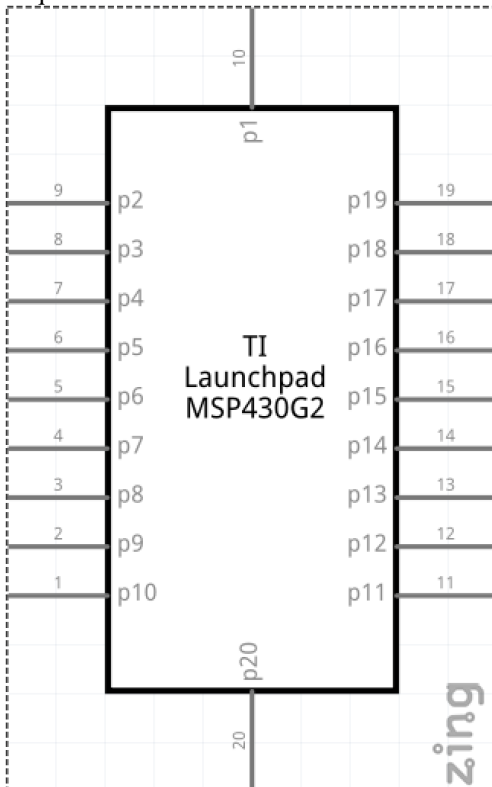 10
p1
9 p2 p19 19
8 p3 p18 18
7 p4 p17 17
6 p5 p16 16
TI
Launchpad
MSP430G2
5 p6 p15 15
4 p7 p14 14
3 p8 p13 13
2 p9 p12 12
1 p10 p11 11
p20
20
zing